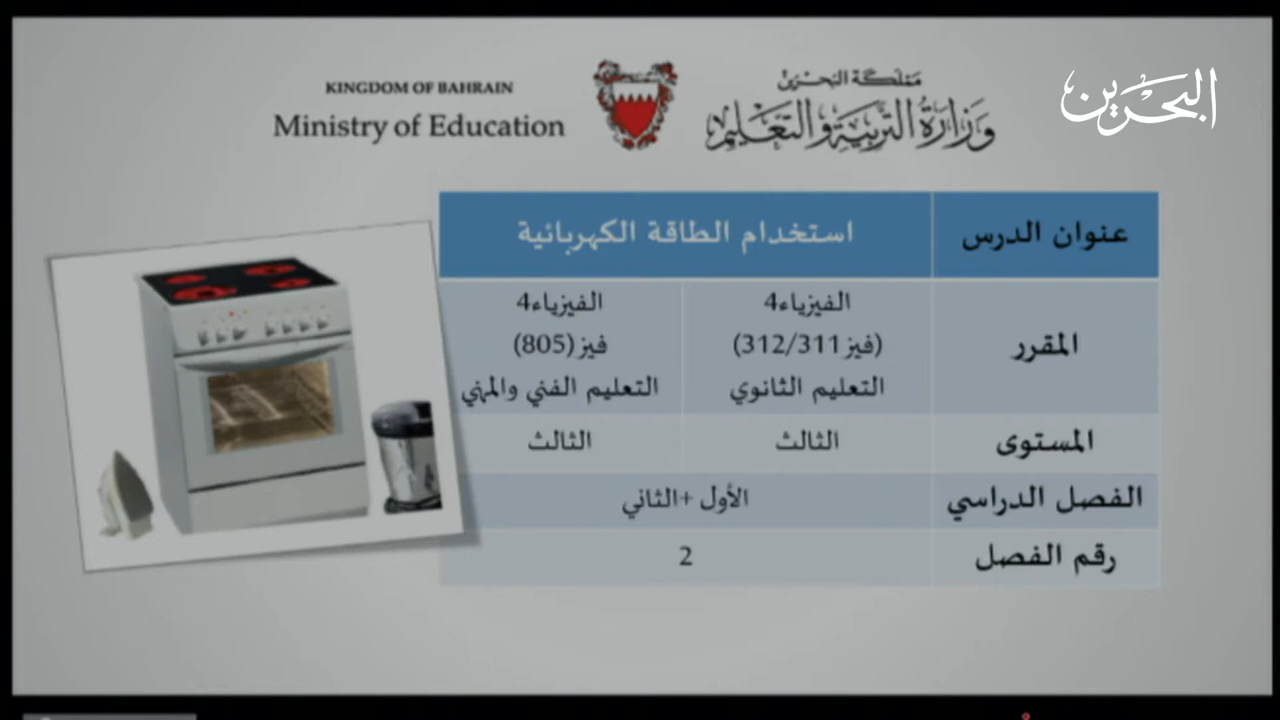 KINGDOM OF BAHRAIN
Ministry of Education
مملكة البحرين
وزارة التربية والتعليم
البحرين
عنوان الدرس
استخدام الطاقة الكهربائية
المقرر
الفيزياء4
(فيز 312/311)
التعليم الثانوي
الفيزياء4
فيز (805)
التعليم الفني والمهني
المستوى
الثالث
الثالث
الفصل الدراسي
الأول +الثاني
رقم الفصل
2